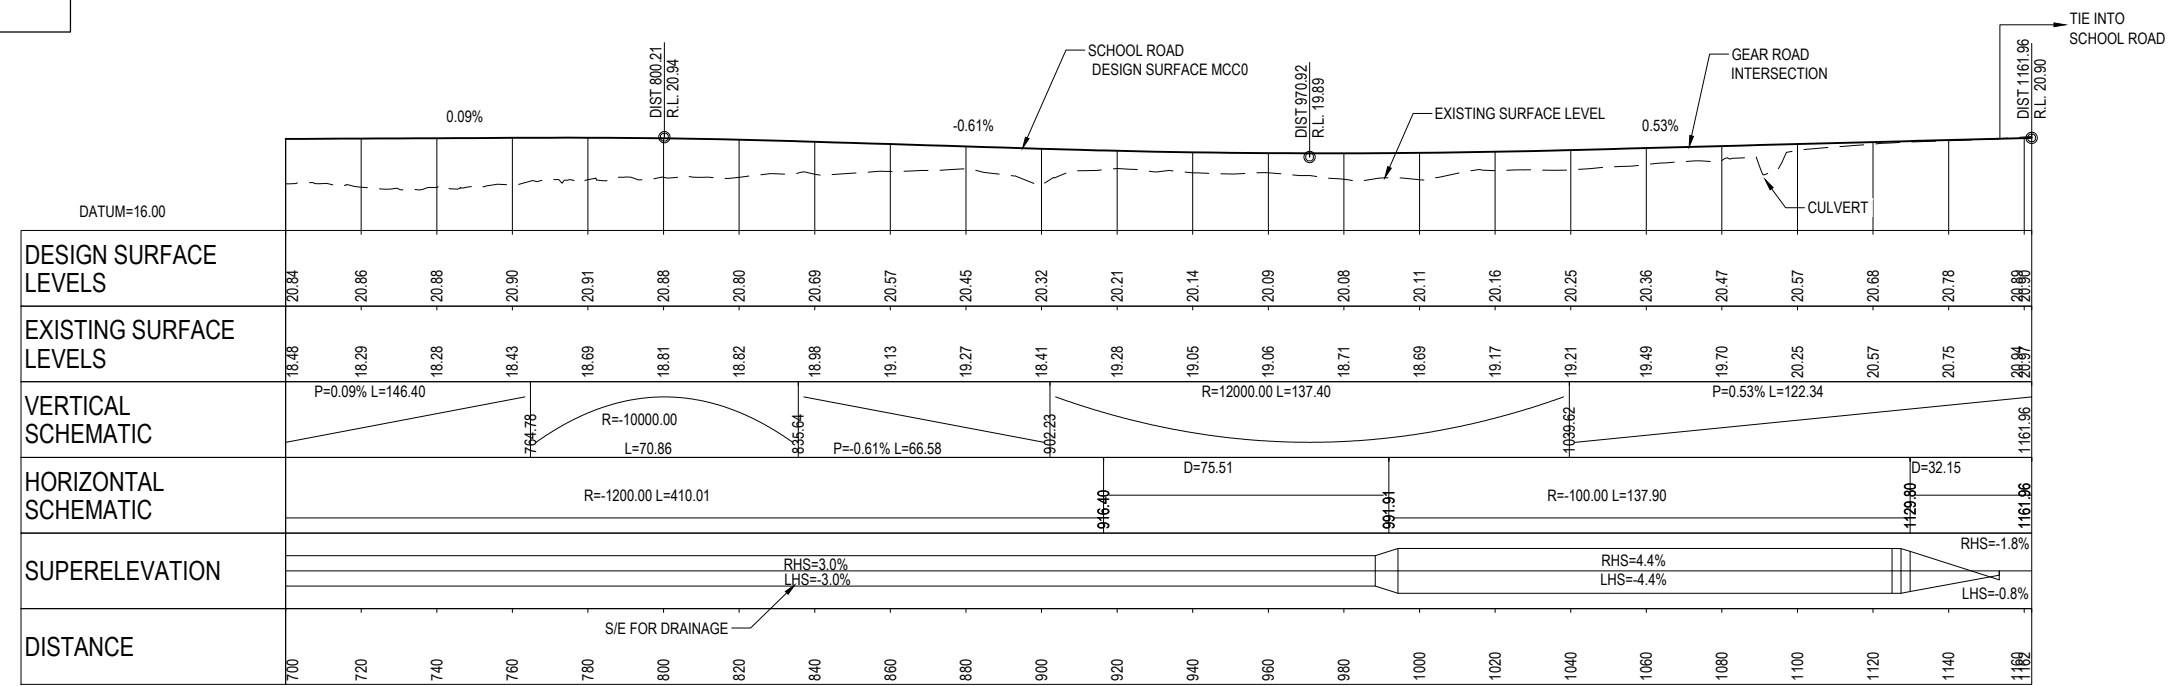 TIE INTO
SCHOOL ROAD
DIST 800.21
R.L. 20.94
SCHOOL ROAD
DESIGN SURFACE MCC0
DIST 970.92
R.L. 19.89
GEAR ROAD
INTERSECTION
DIST 1161.96
R.L. 20.90
0.09%
-0.61%
EXISTING SURFACE LEVEL
0.53%
CULVERT
DATUM=16.00
DESIGN SURFACE
LEVELS
20.84 20.86 20.88 20.90 20.91 20.88 20.80 20.69 20.57 20.45 20.32 20.21 20.14 20.09 20.08 20.11 20.16 20.25 20.36 20.47 20.57 20.68 20.78 20.89 20.90
EXISTING SURFACE
LEVELS
18.48 18.29 18.28 18.43 18.69 18.81 18.82 18.98 19.13 19.27 18.41 19.28 19.05 19.06 18.71 18.69 19.17 19.21 19.49 19.70 20.25 20.57 20.75 20.94 20.97
VERTICAL
SCHEMATIC
P=0.09% L=146.40
764.78
R=-10000.00
L=70.86
835.64
P=-0.61% L=66.58
902.23
R=12000.00 L=137.40
1039.62
P=0.53% L=122.34
1161.96
HORIZONTAL
SCHEMATIC
R=-1200.00 L=410.01
916.40
D=75.51
991.91
R=-100.00 L=137.90
1129.80
D=32.15
1161.96
SUPERELEVATION
RHS=3.0%
LHS=-3.0%
RHS=4.4%
LHS=-4.4%
RHS=-1.8%
LHS=-0.8%
S/E FOR DRAINAGE
DISTANCE
700 720 740 760 780 800 820 840 860 880 900 920 940 960 980 1000 1020 1040 1060 1080 1100 1120 1140 1160 1162